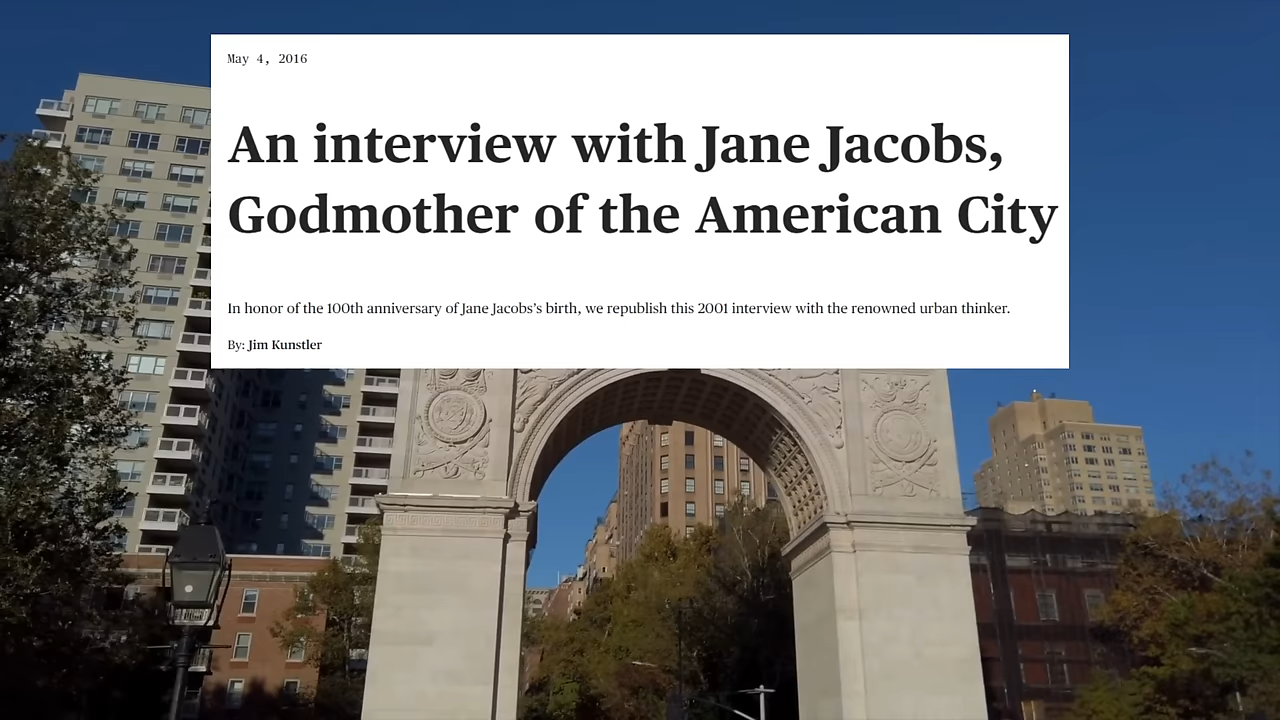 May 4, 2016
An interview with Jane Jacobs,
Godmother of the American City
In honor of the 100th anniversary of Jane Jacobs's birth, we republish this 2001 interview with the renowned urban thinker.
By: Jim Kunstler